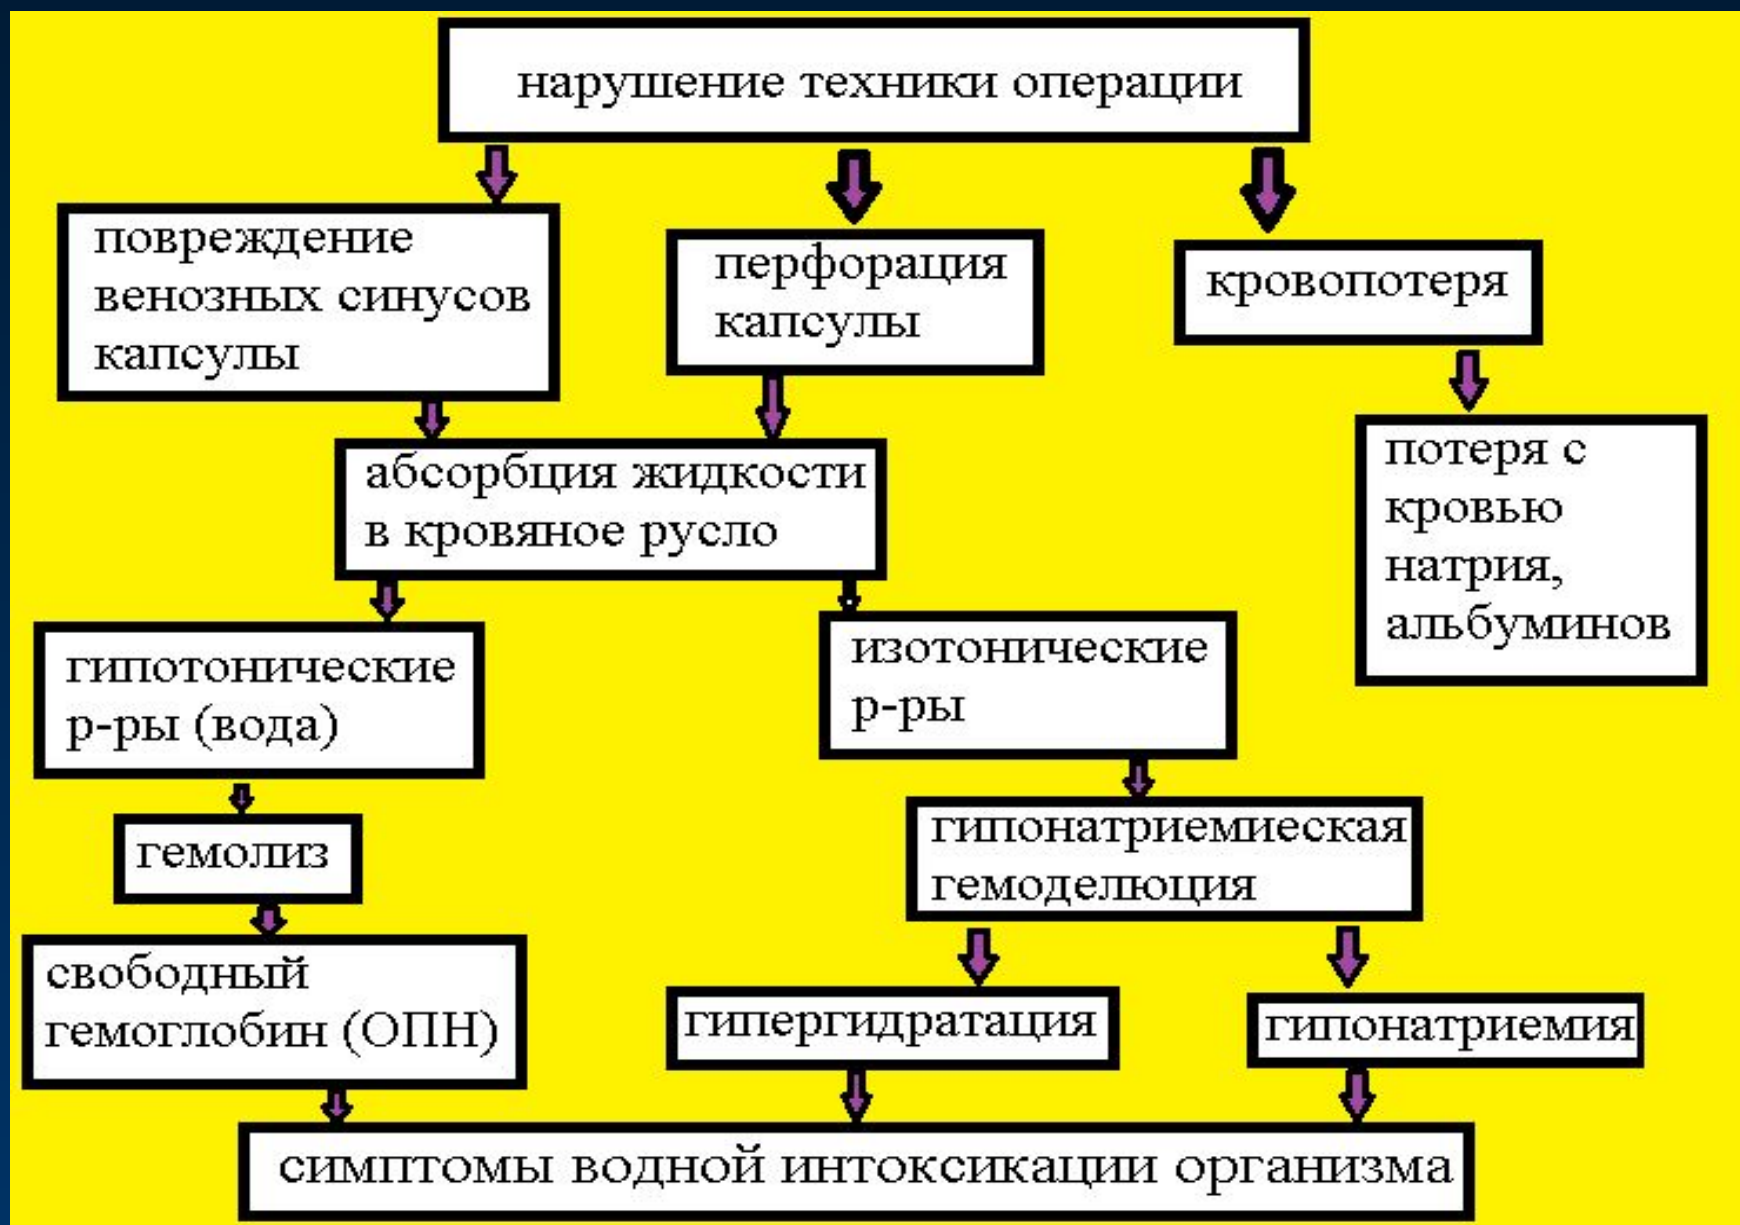 нарушение техники операции
повреждение
венозных синусов
капсулы
перфорация
капсулы
кровопотеря
абсорбция жидкости
в кровяное русло
потеря с
кровью
натрия,
альбуминов
гипотонические
р-ры (вода)
изотонические
р-ры
гемолиз
гипонатриемиеская
гемоделюция
свободный
гемоглобин (ОПН)
гипергидратация
гипонатриемия
симптомы водной интоксикации организма